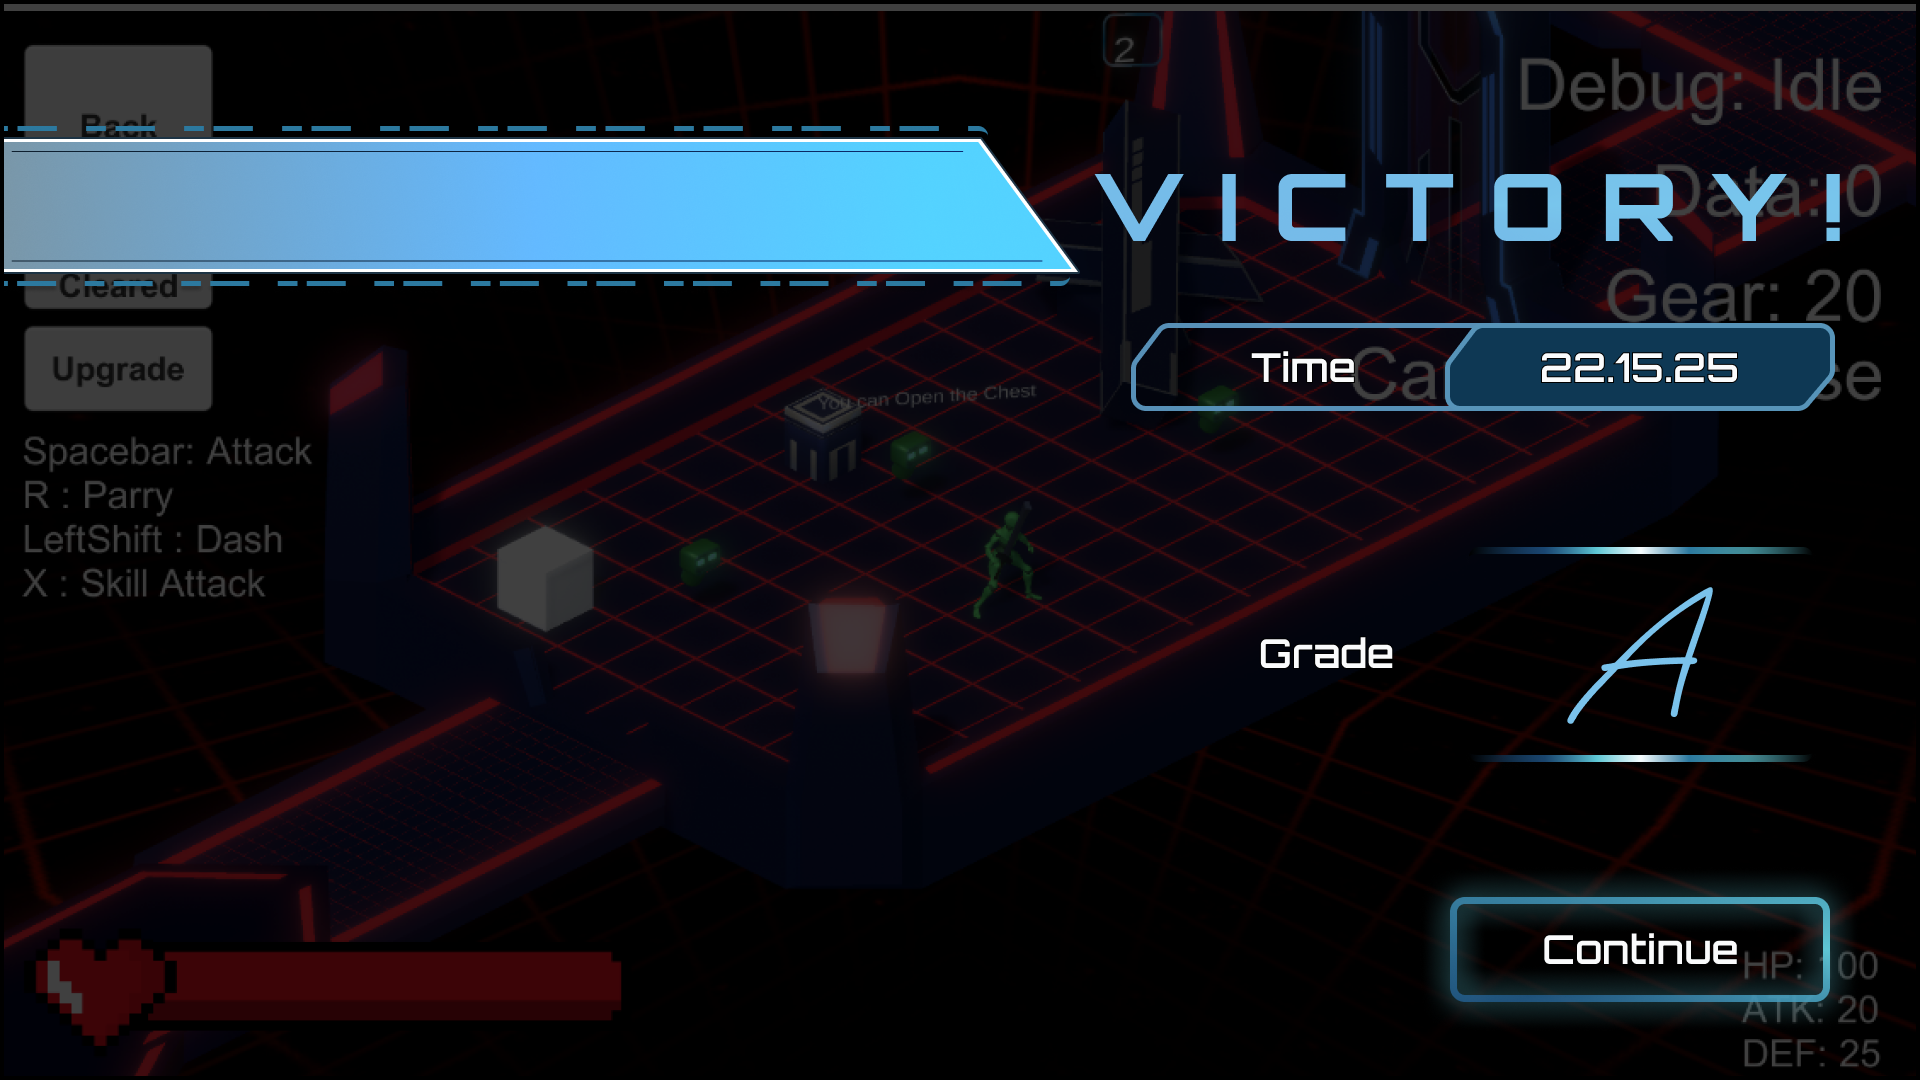 2
Debug: Idle
Back
VICTORY!
Data: 0
Cleared
Gear: 20
Time
22.15.25
Upgrade
You can Open the Chest
Spacebar: Attack
R : Parry
LeftShift : Dash
X : Skill Attack
Grade
A
Continue
HP: 100
ATK: 20
DEF: 25